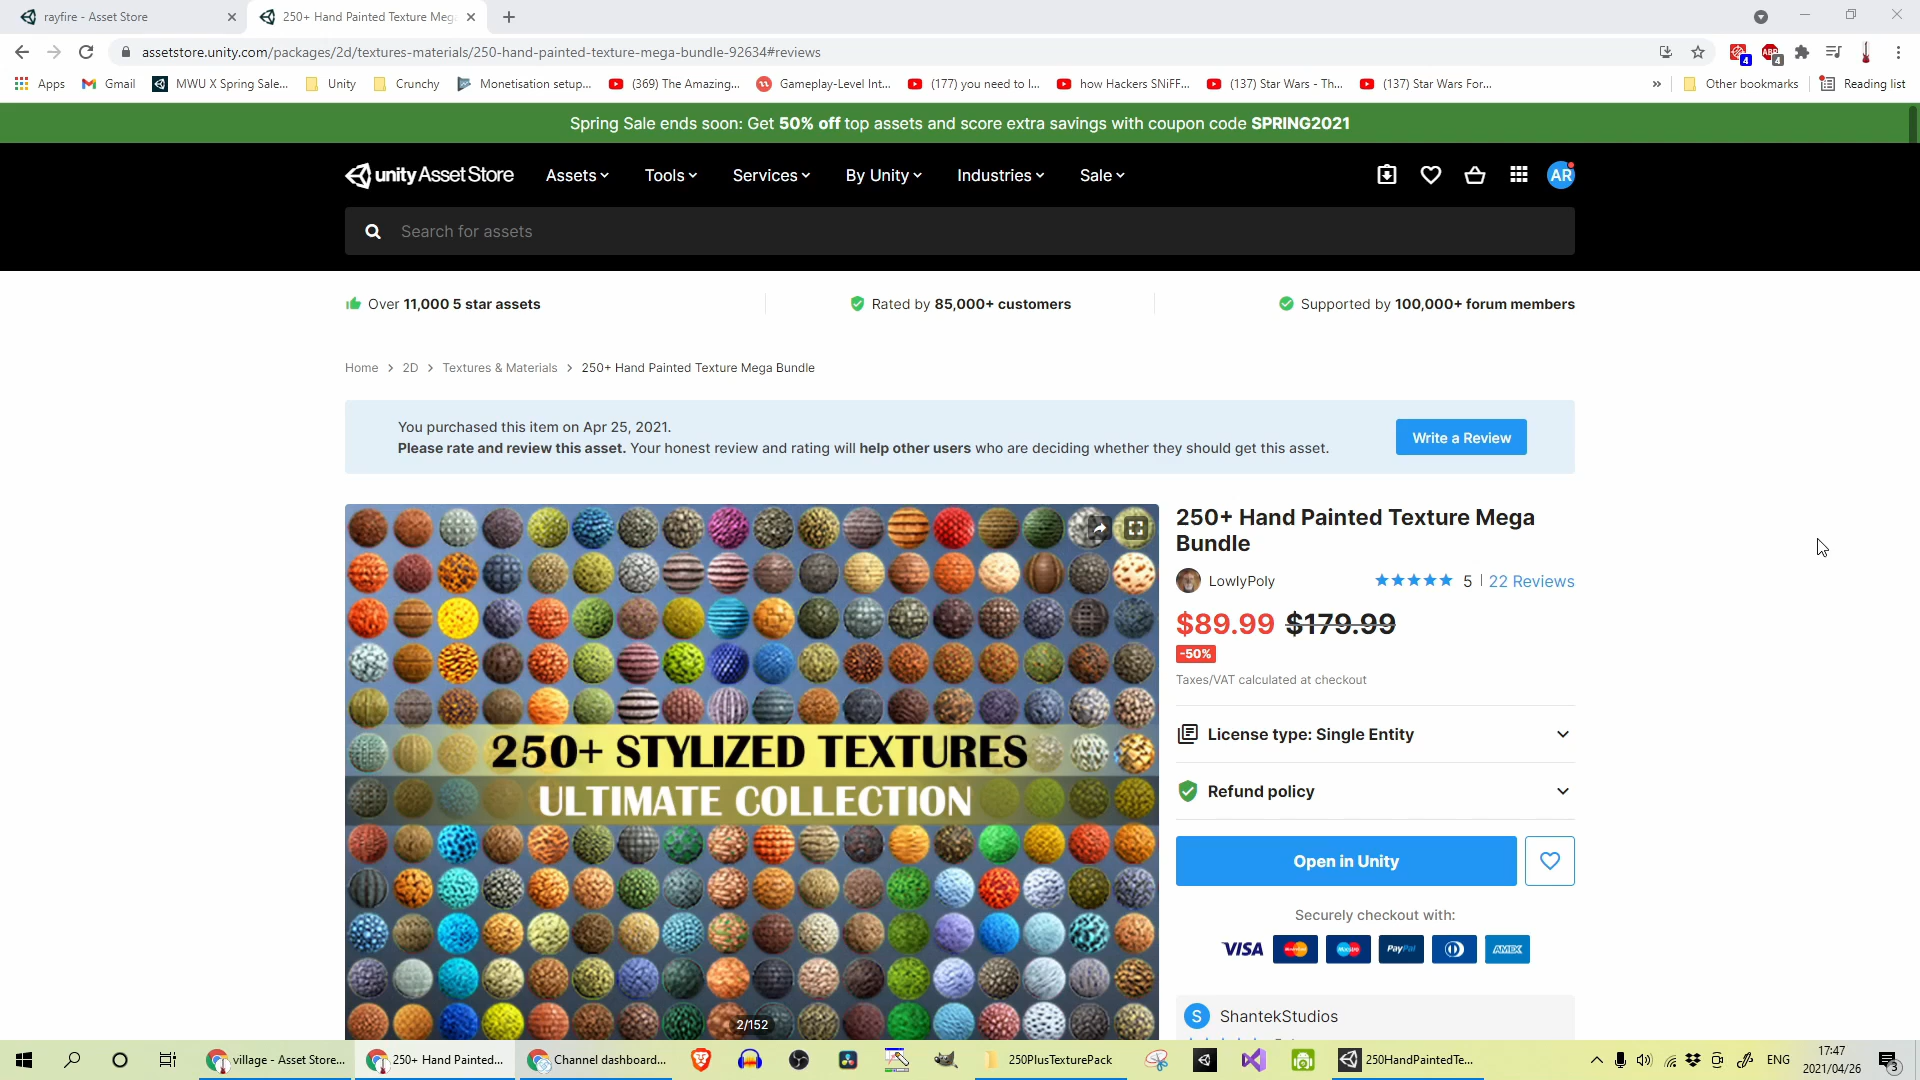 rayfire - Asset Store
250+ Hand Painted Texture Meg
assetstore.unity.com/packages/2d/textures-materials/250-hand-painted-texture-mega-bundle-92634#reviews
4
ABP
4
Apps
Gmail
MWU X Spring Sale...
Unity
Crunchy
Monetisation setup...
(369) The Amazing...
Gameplay-Level Int...
(177) you need to l...
how Hackers SNiFF...
(137) Star Wars - Th...
(137) Star Wars For...
»
Other bookmarks
Reading list
Spring Sale ends soon: Get 50% off top assets and score extra savings with coupon code SPRING2021
unity Asset Store
Assets
Tools
Services
By Unity
Industries
Sale
AR
Search for assets
Over 11,000 5 star assets
Rated by 85,000+ customers
Supported by 100,000+ forum members
Home > 2D > Textures & Materials > 250+ Hand Painted Texture Mega Bundle
You purchased this item on Apr 25, 2021.
Please rate and review this asset. Your honest review and rating will help other users who are deciding whether they should get this asset.
Write a Review
250+ STYLIZED TEXTURES
ULTIMATE COLLECTION
2/152
250+ Hand Painted Texture Mega
Bundle
LowlyPoly
5 | 22 Reviews
$89.99 $179.99
-50%
Taxes/VAT calculated at checkout
License type: Single Entity
Refund policy
Open in Unity
Securely checkout with:
VISA
PayPal
AMEX
S
ShantekStudios
village - Asset Store...
250+ Hand Painted...
Channel dashboard...
250PlusTexturePack
250HandPaintedTe...
ENG
17:47
2021/04/26
3